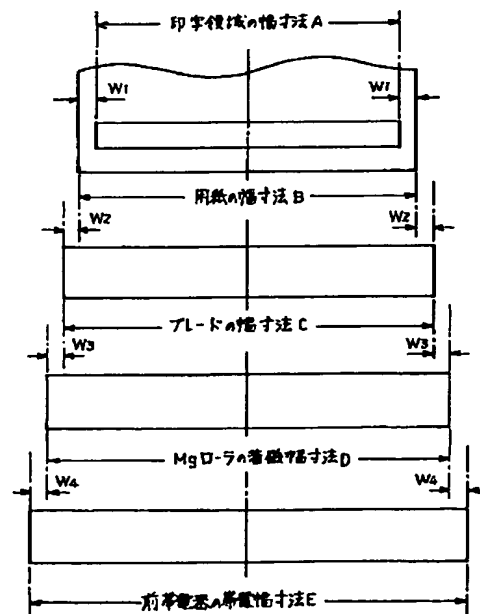 印字領域の幅寸法A
W1 W1
用紙の幅寸法B
W2 W2
ブレードの幅寸法C
W3 W3
Mgローラの着磁幅寸法D
W4 W4
前帯電器の帯電幅寸法E